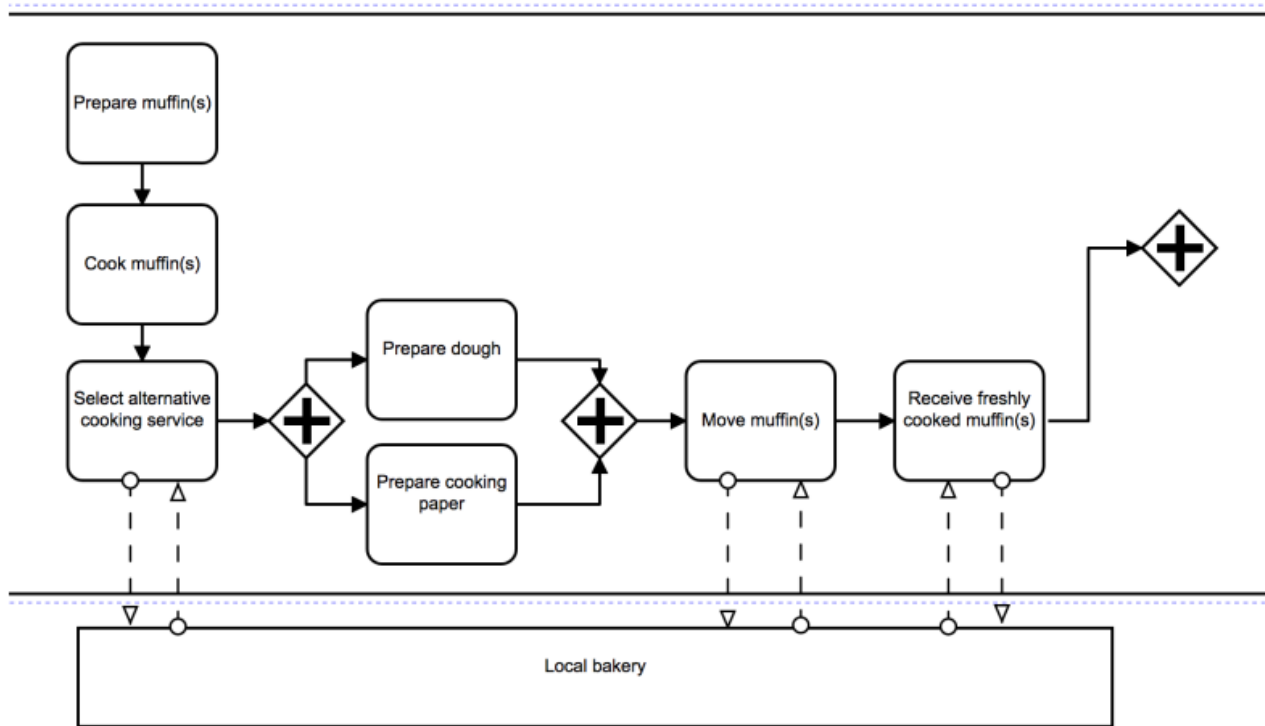 Prepare muffin(s)
Cook muffin(s)
Select alternative
cooking service
Prepare dough
Prepare cooking
paper
Move muffin(s)
Receive freshly
cooked muffin(s)
Local bakery